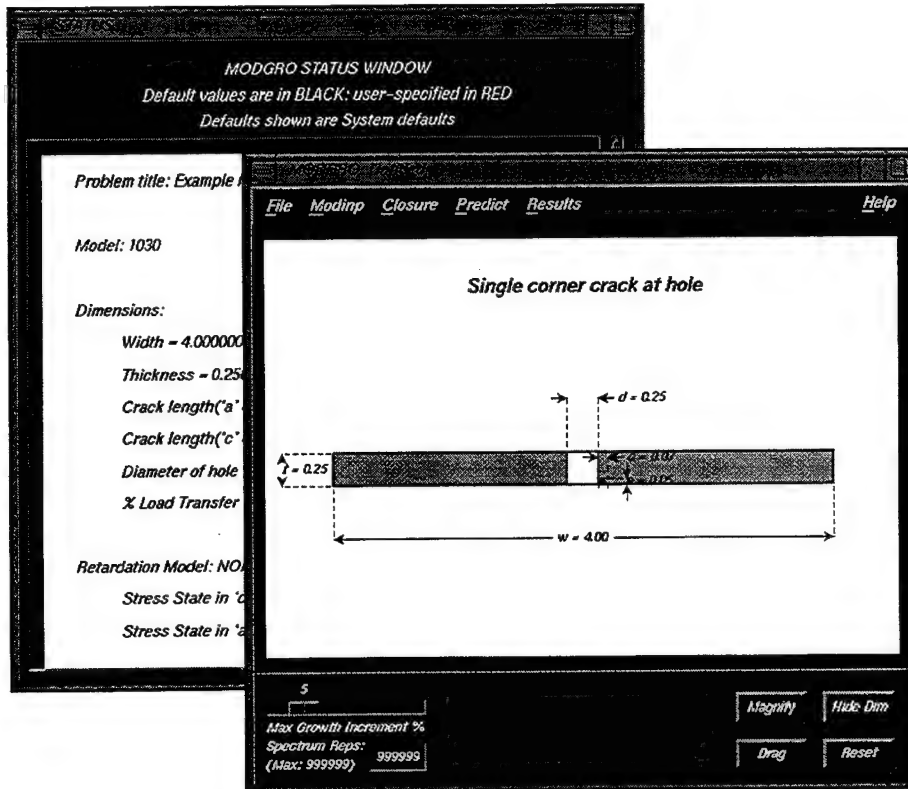 MODGRO STATUS WINDOW
Default values are in BLACK: user-specified in RED
Defaults shown are System defaults
Problem title: Example
Model: 1030
Dimensions:
Width = 4.000000
Thickness = 0.250
Crack length("a"
Crack length("c"
Diameter of hole
% Load Transfer
Retardation Model:
Stress State in "c
Stress State in "a
File Modinp Closure Predict Results Help
Single corner crack at hole
d = 0.25
t = 0.25
w = 4.00
5
Max Growth Increment %
Spectrum Reps:
(Max: 999999) 999999
Magnify Hide Dim
Drag Reset